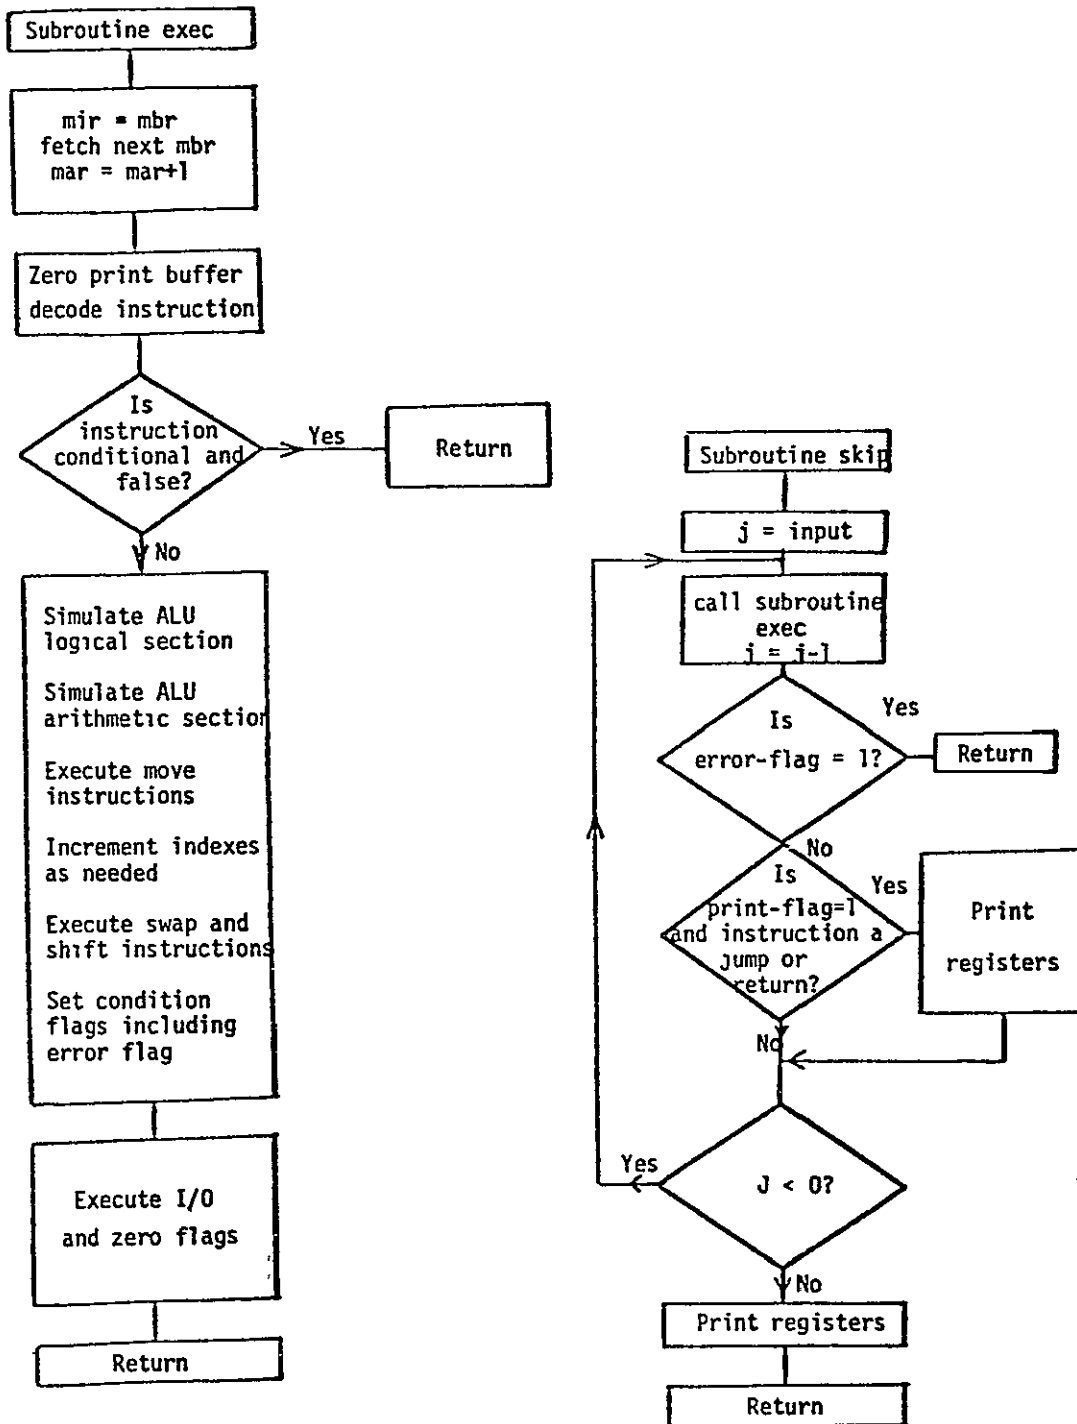 Subroutine exec
mir = mbr
fetch next mbr
mar = mar+1
Zero print buffer
decode instruction
Is
instruction
conditional and
false?
Yes
Return
No
Simulate ALU
logical section
Simulate ALU
arithmetic section
Execute move
instructions
Increment indexes
as needed
Execute swap and
shift instructions
Set condition
flags including
error flag
Execute I/O
and zero flags
Return
Subroutine skip
j = input
call subroutine
exec
j = j-1
Is
error-flag = 1?
Yes
Return
No
Is
print-flag=1
and instruction a
jump or
return?
Yes
Print
registers
No
J < 0?
Yes
No
Print registers
Return